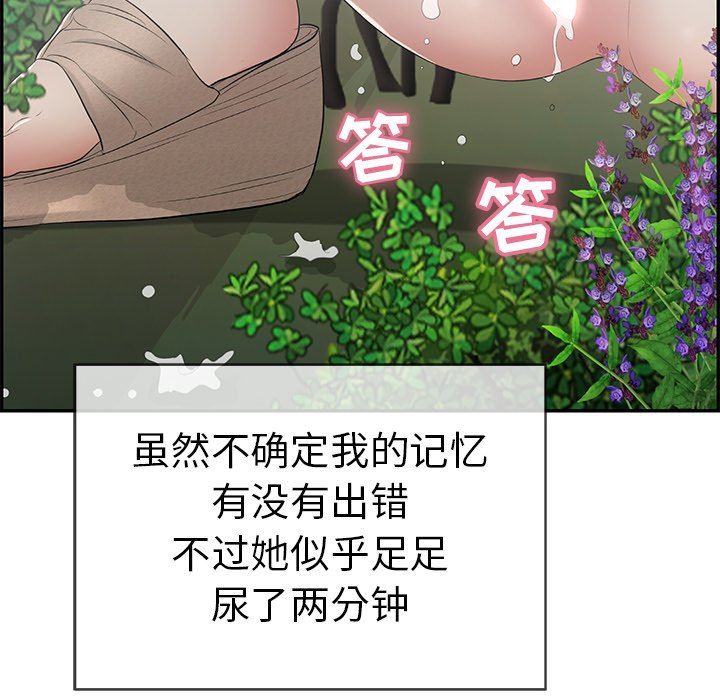 答
答
虽然不确定我的记忆
有没有出错
不过她似乎足足
尿了两分钟